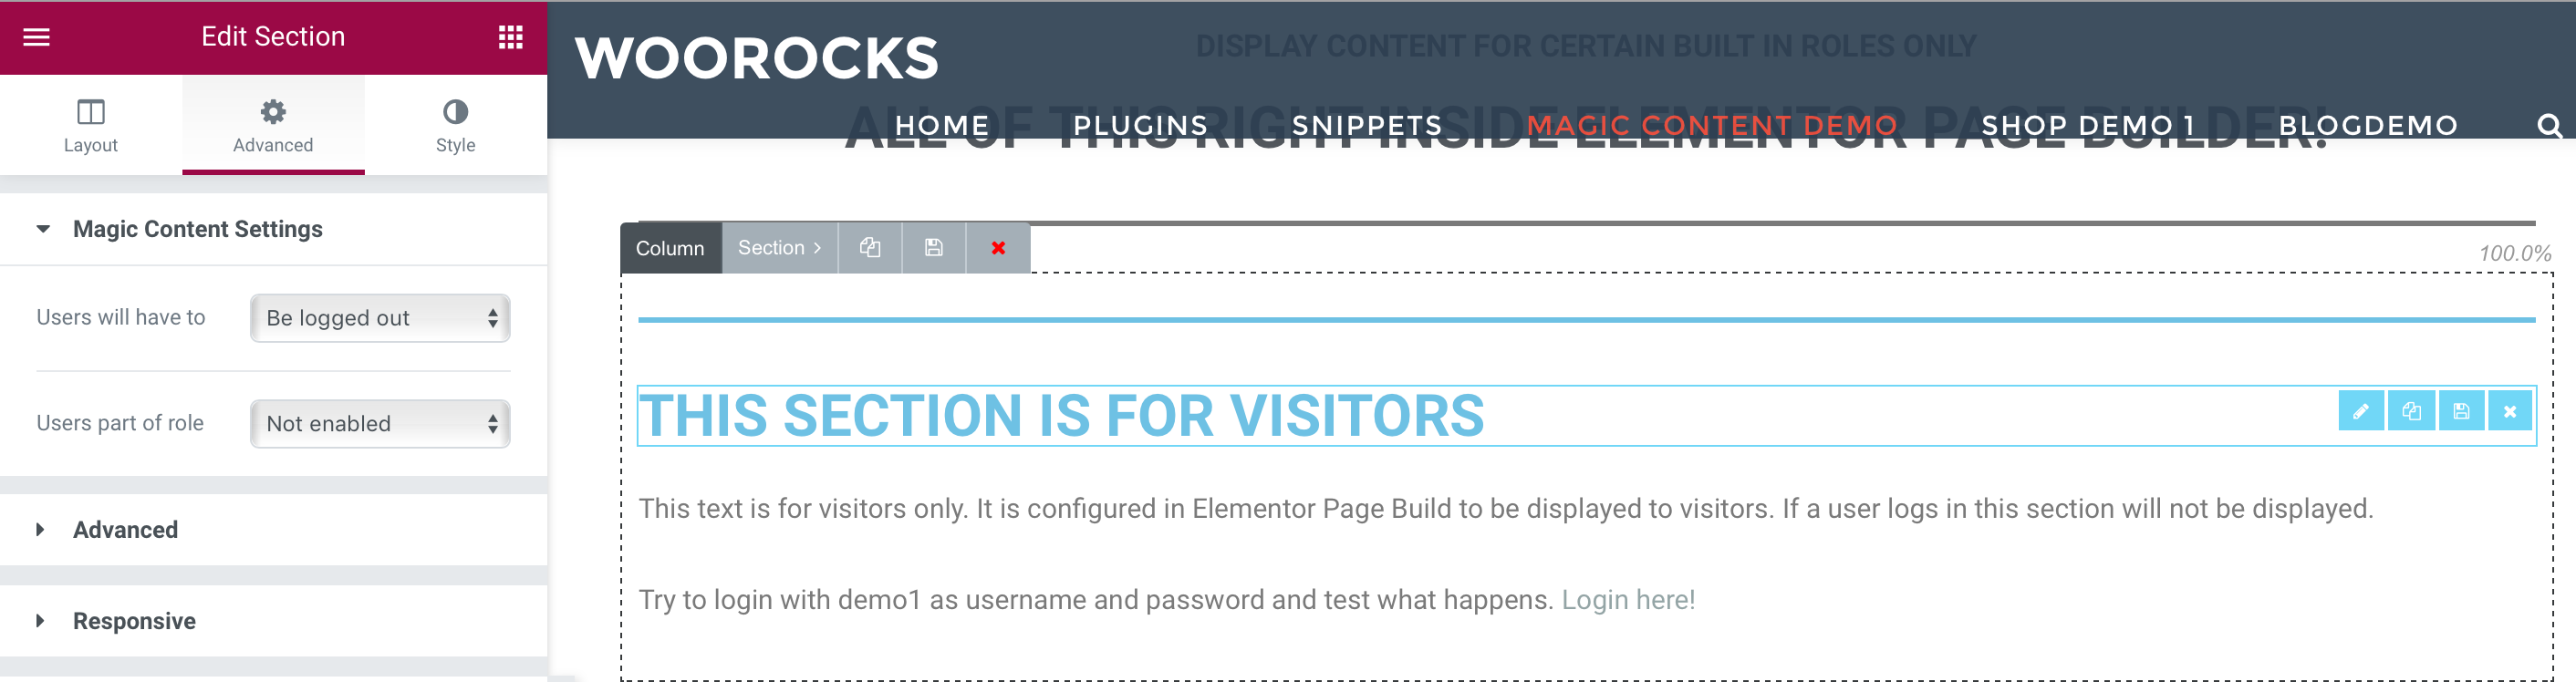 Edit Section
Layout
Advanced
Style
Magic Content Settings
Users will have to
Be logged out
Users part of role
Not enabled
Advanced
Responsive
WOOROCKS
DISPLAY CONTENT FOR CERTAIN BUILT IN ROLES ONLY
ALL OF THIS RIGHT INSIDE ELEMENTOR PAGE BUILDER!
HOME
PLUGINS
SNIPPETS
MAGIC CONTENT DEMO
SHOP DEMO 1
BLOGDEMO
Column
Section
100.0%
THIS SECTION IS FOR VISITORS
This text is for visitors only. It is configured in Elementor Page Build to be displayed to visitors. If a user logs in this section will not be displayed.
Try to login with demo1 as username and password and test what happens. Login here!